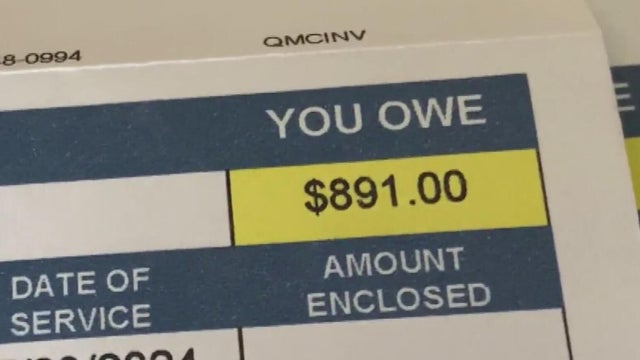 8-0994
QMCINV
YOU OWE
$891.00
DATE OF
SERVICE
AMOUNT
ENCLOSED